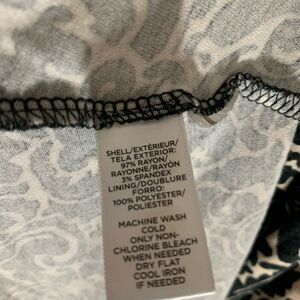 SHELL/EXTÉRIEUR/
TELA EXTERIOR:
97% RAYON/
RAYONNE/RAYÓN
3% SPANDEX
LINING/DOUBLURE
FORRO:
100% POLYESTER/
POLIÉSTER
MACHINE WASH
COLD
ONLY NON-
CHLORINE BLEACH
WHEN NEEDED
DRY FLAT
COOL IRON
IF NEEDED